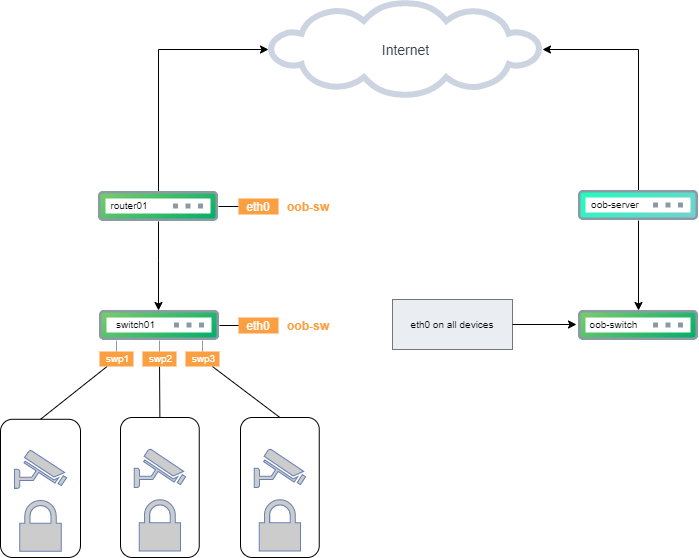 Internet
router01
eth0
oob-sw
oob-server
switch01
eth0
oob-sw
eth0 on all devices
oob-switch
swp1
swp2
swp3